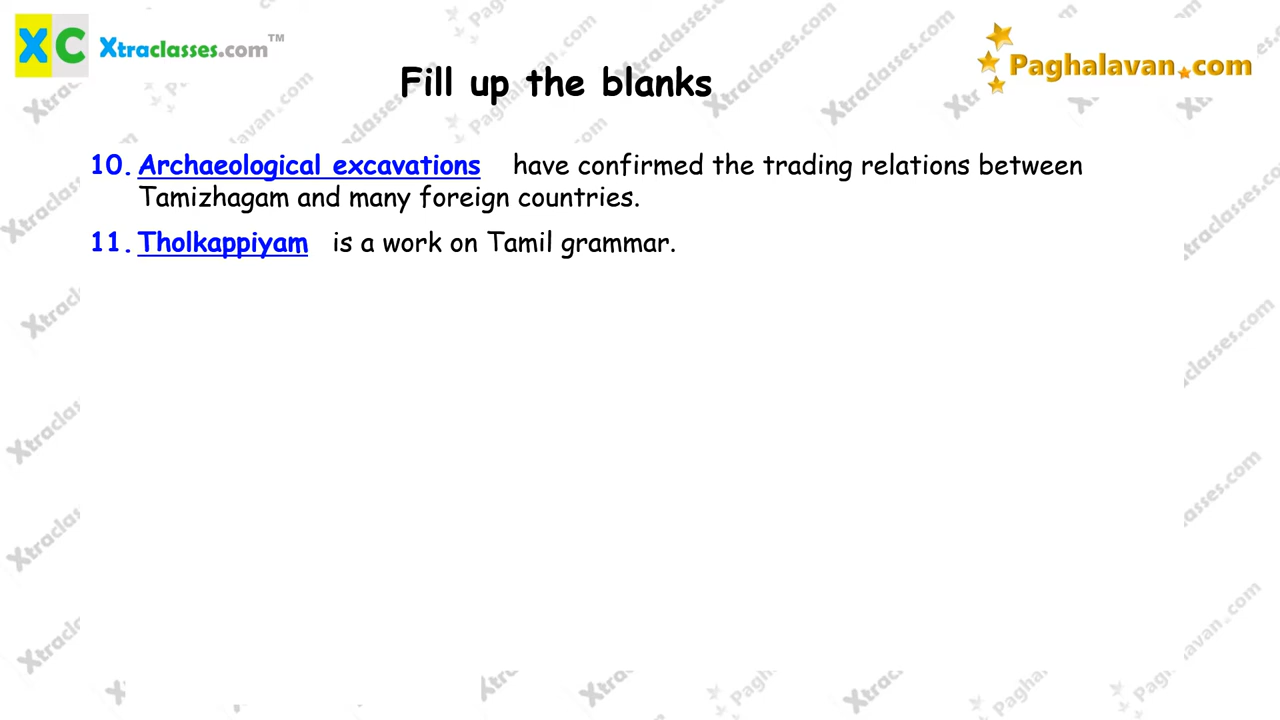 XC Xtraclasses.com™
Paghalavan.com
Fill up the blanks
10. Archaeological excavations have confirmed the trading relations between
Tamizhagam and many foreign countries.
11. Tholkappiyam is a work on Tamil grammar.